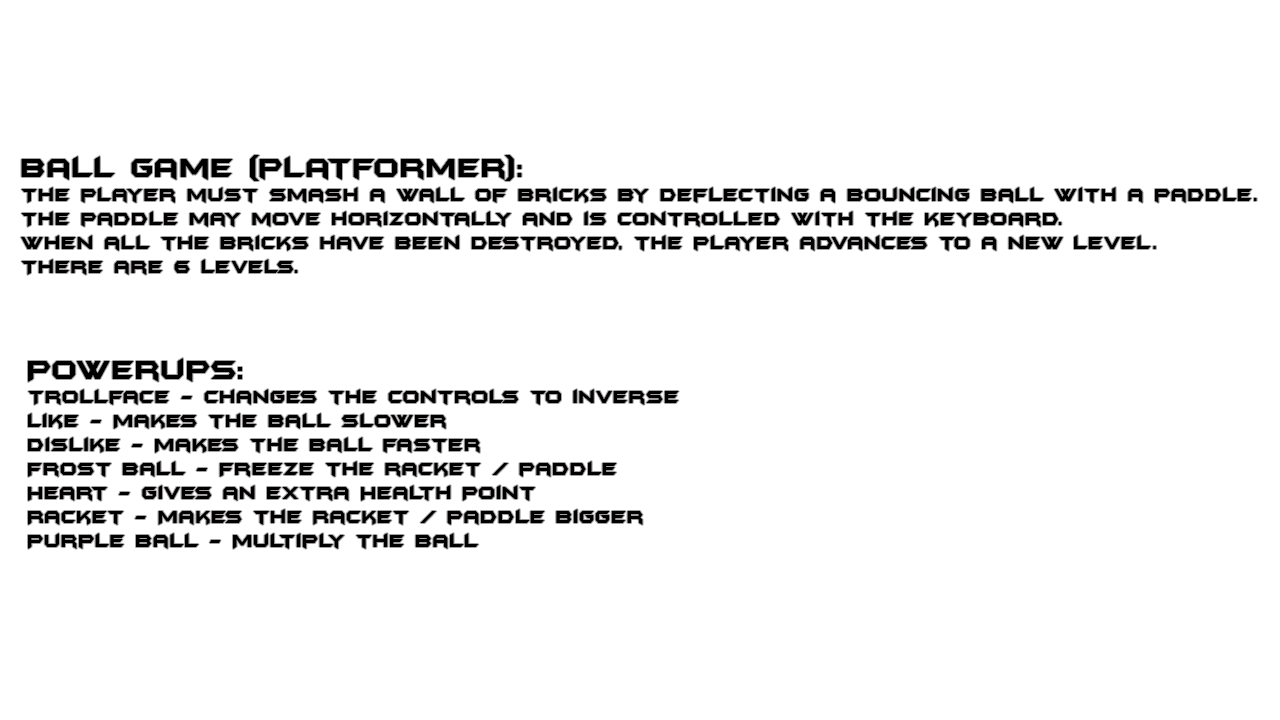 BALL GAME (PLATFORMER):
THE PLAYER MUST SMASH A WALL OF BRICKS BY DEFLECTING A BOUNCING BALL WITH A PADDLE.
THE PADDLE MAY MOVE HORIZONTALLY AND IS CONTROLLED WITH THE KEYBOARD.
WHEN ALL THE BRICKS HAVE BEEN DESTROYED, THE PLAYER ADVANCES TO A NEW LEVEL.
THERE ARE 6 LEVELS.
POWERUPS:
TROLLFACE - CHANGES THE CONTROLS TO INVERSE
LIKE - MAKES THE BALL SLOWER
DISLIKE - MAKES THE BALL FASTER
FROST BALL - FREEZE THE RACKET / PADDLE
HEART - GIVES AN EXTRA HEALTH POINT
RACKET - MAKES THE RACKET / PADDLE BIGGER
PURPLE BALL - MULTIPLY THE BALL